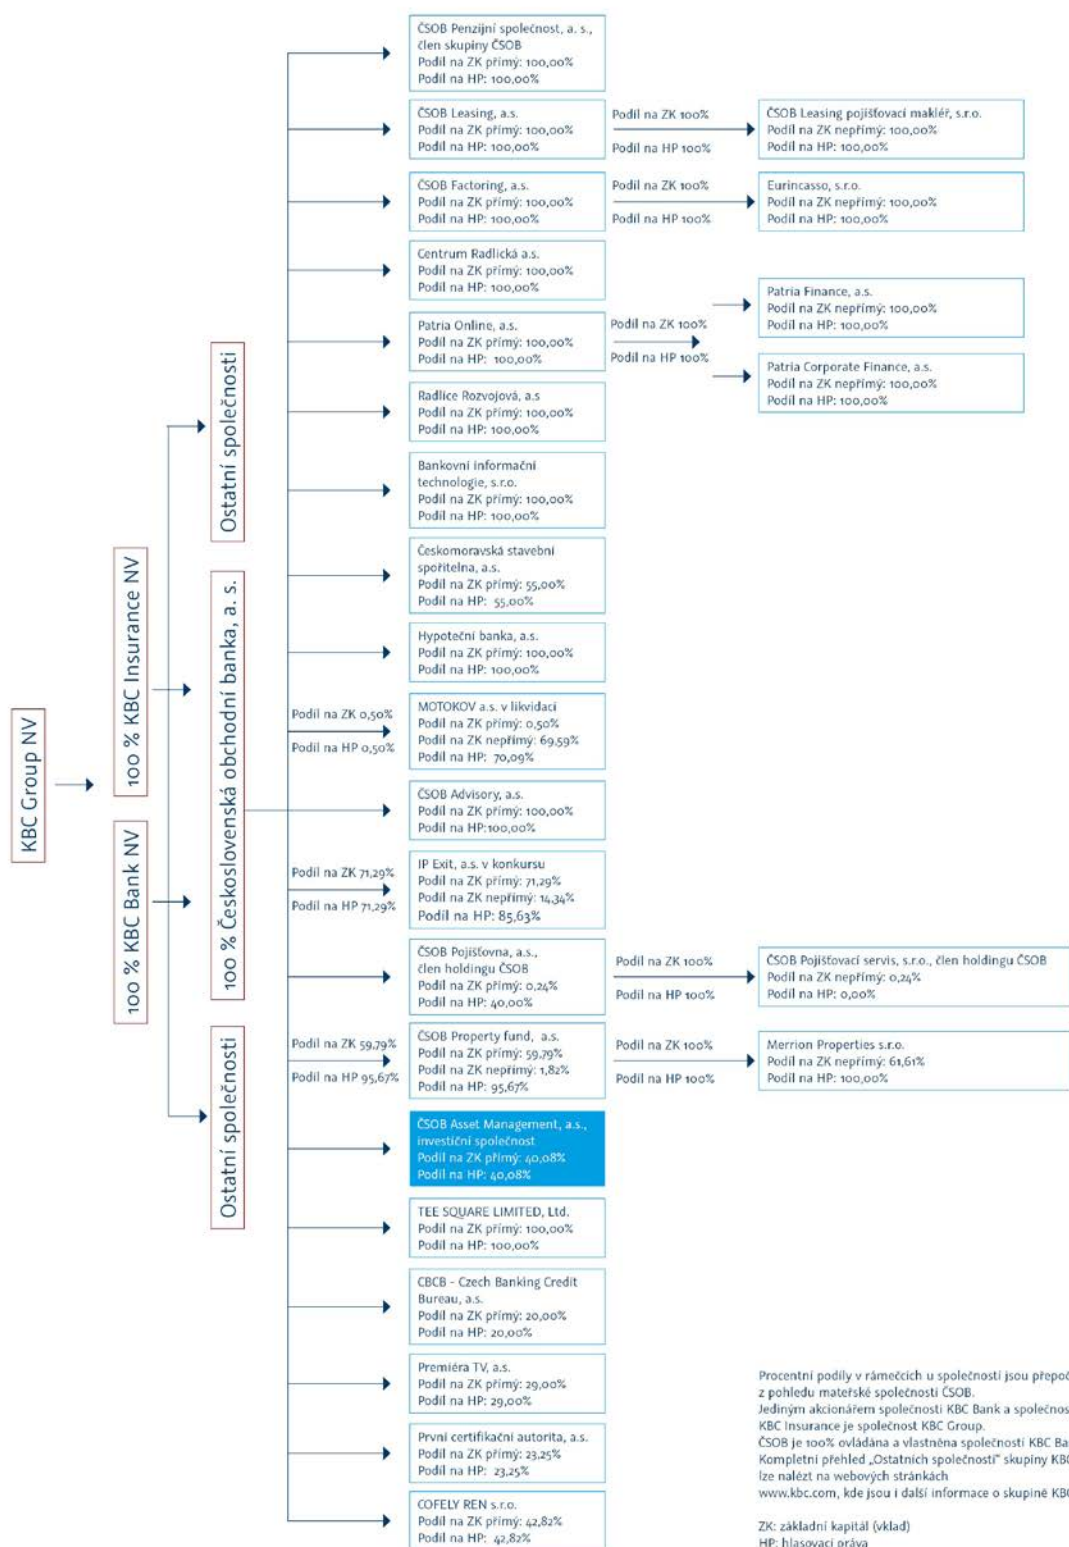 KBC Group NV
100 % KBC Insurance NV
100 % KBC Bank NV
Ostatní společnosti
100 % Československá obchodní banka, a. s.
Ostatní společnosti
ČSOB Penzijní společnost, a. s.,
člen skupiny ČSOB
Podíl na ZK přímý: 100,00%
Podíl na HP: 100,00%
ČSOB Leasing, a.s.
Podíl na ZK přímý: 100,00%
Podíl na HP: 100,00%
Podíl na ZK 100%
Podíl na HP 100%
ČSOB Leasing pojišťovací makléř, s.r.o.
Podíl na ZK nepřímý: 100,00%
Podíl na HP: 100,00%
ČSOB Factoring, a.s.
Podíl na ZK přímý: 100,00%
Podíl na HP: 100,00%
Podíl na ZK 100%
Podíl na HP 100%
Eurincasso, s.r.o.
Podíl na ZK nepřímý: 100,00%
Podíl na HP: 100,00%
Centrum Radlická a.s.
Podíl na ZK přímý: 100,00%
Podíl na HP: 100,00%
Patria Online, a.s.
Podíl na ZK přímý: 100,00%
Podíl na HP: 100,00%
Podíl na ZK 100%
Podíl na HP 100%
Patria Finance, a.s.
Podíl na ZK nepřímý: 100,00%
Podíl na HP: 100,00%
Patria Corporate Finance, a.s.
Podíl na ZK nepřímý: 100,00%
Podíl na HP: 100,00%
Radlice Rozvojová, a.s
Podíl na ZK přímý: 100,00%
Podíl na HP: 100,00%
Bankovní informační
technologie, s.r.o.
Podíl na ZK přímý: 100,00%
Podíl na HP: 100,00%
Českomoravská stavební
spořitelna, a.s.
Podíl na ZK přímý: 55,00%
Podíl na HP: 55,00%
Hypoteční banka, a.s.
Podíl na ZK přímý: 100,00%
Podíl na HP: 100,00%
Podíl na ZK 0,50%
Podíl na HP 0,50%
MOTOKOV a.s. v likvidaci
Podíl na ZK přímý: 0,50%
Podíl na ZK nepřímý: 69,59%
Podíl na HP: 70,09%
ČSOB Advisory, a.s.
Podíl na ZK přímý: 100,00%
Podíl na HP:100,00%
Podíl na ZK 71,29%
Podíl na HP 71,29%
IP Exit, a.s. v konkursu
Podíl na ZK přímý: 71,29%
Podíl na ZK nepřímý: 14,34%
Podíl na HP: 85,63%
ČSOB Pojišťovna, a.s.,
člen holdingu ČSOB
Podíl na ZK přímý: 0,24%
Podíl na HP: 40,00%
Podíl na ZK 100%
Podíl na HP 100%
ČSOB Pojišťovací servis, s.r.o., člen holdingu ČSOB
Podíl na ZK nepřímý: 0,24%
Podíl na HP: 0,00%
Podíl na ZK 59,79%
Podíl na HP 95,67%
ČSOB Property fund, a.s.
Podíl na ZK přímý: 59,79%
Podíl na ZK nepřímý: 1,82%
Podíl na HP: 95,67%
Podíl na ZK 100%
Podíl na HP 100%
Merrion Properties s.r.o.
Podíl na ZK nepřímý: 61,61%
Podíl na HP: 100,00%
ČSOB Asset Management, a.s.,
investiční společnost
Podíl na ZK přímý: 40,08%
Podíl na HP: 40,08%
TEE SQUARE LIMITED, Ltd.
Podíl na ZK přímý: 100,00%
Podíl na HP: 100,00%
CBCB - Czech Banking Credit
Bureau, a.s.
Podíl na ZK přímý: 20,00%
Podíl na HP: 20,00%
Premiéra TV, a.s.
Podíl na ZK přímý: 29,00%
Podíl na HP: 29,00%
První certifikační autorita, a.s.
Podíl na ZK přímý: 23,25%
Podíl na HP: 23,25%
COFELY REN s.r.o.
Podíl na ZK přímý: 42,82%
Podíl na HP: 42,82%
Procentní podíly v rámečcích u společností jsou
z pohledu mateřské společnosti ČSOB.
Jediným akcionářem společnosti KBC Bank a
KBC Insurance je společnost KBC Group.
ČSOB je 100% ovládána a vlastněna společností KBC
Kompletní přehled „Ostatních společností" skupiny KBC
lze nalézt na webových stránkách
www.kbc.com, kde jsou i další informace o skupině KBC
ZK: základní kapitál (vklad)
HP: hlasovací práva